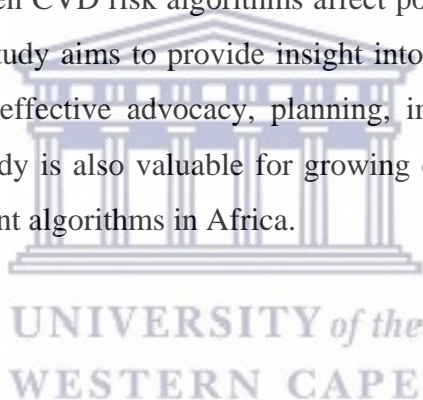 en CVD risk algorithms affect po
study aims to provide insight into
effective advocacy, planning, in
dy is also valuable for growing
nt algorithms in Africa.
UNIVERSITY of the
WESTERN CAPE